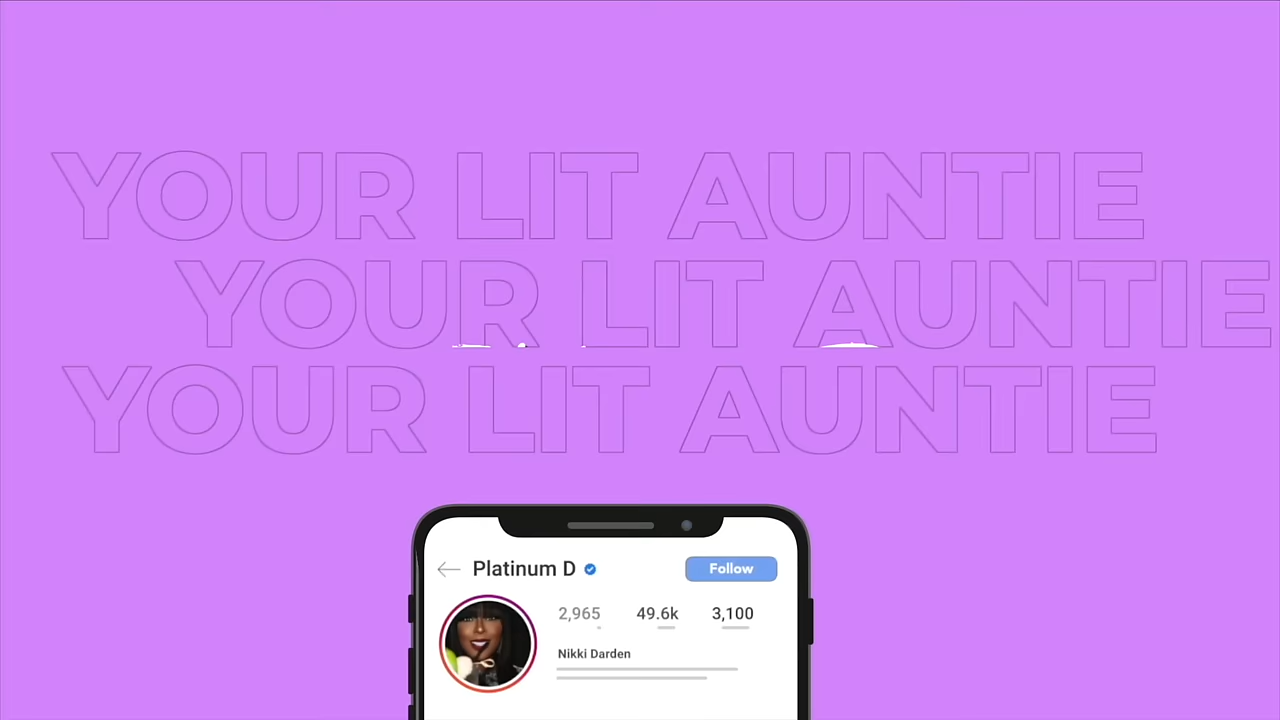 YOUR LIT AUNTIE
YOUR LIT AUNTIE
YOUR LIT AUNTIE
Platinum D
Follow
2,965 49.6k 3,100
Nikki Darden